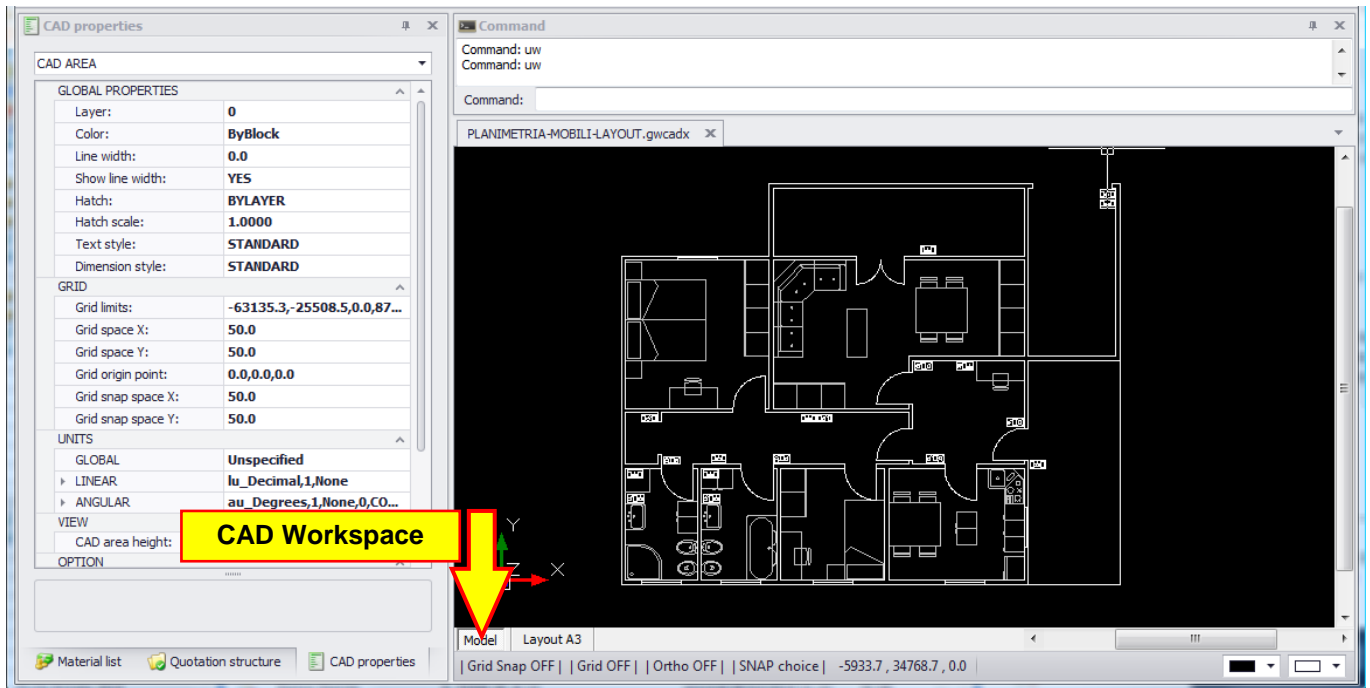 CAD properties
CAD AREA
GLOBAL PROPERTIES
Layer: 0
Color: ByBlock
Line width: 0.0
Show line width: YES
Hatch: BYLAYER
Hatch scale: 1.0000
Text style: STANDARD
Dimension style: STANDARD
GRID
Grid limits: -63135.3,-25508.5,0.0,87...
Grid space X: 50.0
Grid space Y: 50.0
Grid origin point: 0.0,0.0,0.0
Grid snap space X: 50.0
Grid snap space Y: 50.0
UNITS
GLOBAL Unspecified
LINEAR lu_Decimal,1,None
ANGULAR au_Degrees,1,None,0,CO...
VIEW
CAD area height:
OPTION
Material list Quotation structure CAD properties
Command
Command: uw
Command: uw
Command:
PLANIMETRIA-MOBILI-LAYOUT.gwcadx
CAD Workspace
Y
Z X
Model Layout A3
|Grid Snap OFF| |Grid OFF| |Ortho OFF| |SNAP choice| -5933.7 , 34768.7 , 0.0